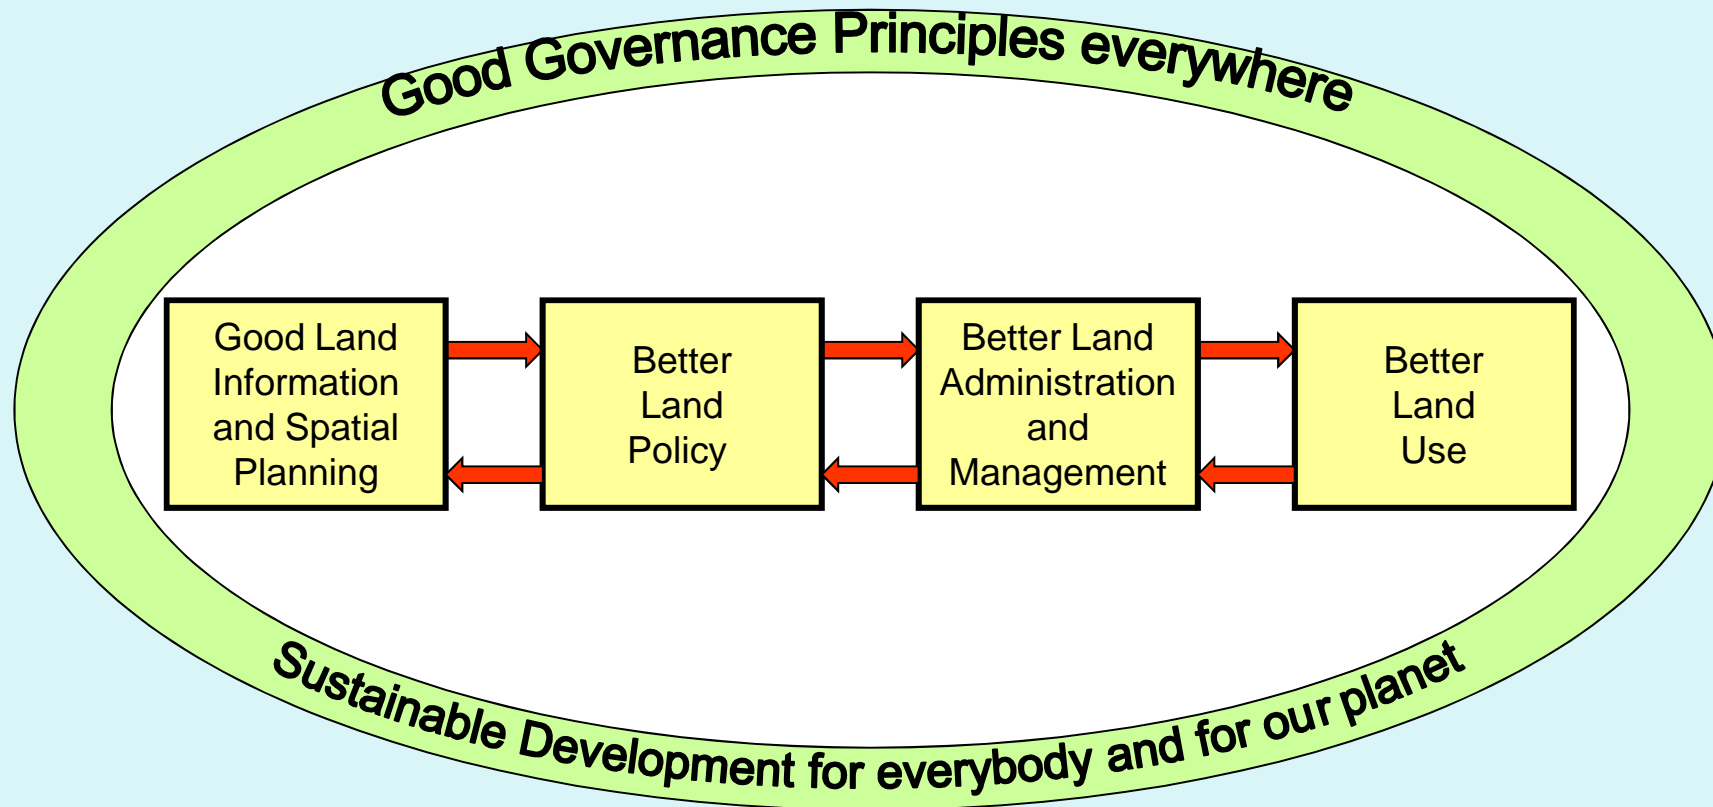 Good Governance Principles everywhere
Good Land
Information
and Spatial
Planning
Better
Land
Policy
Better Land
Administration
and
Management
Better
Land
Use
Sustainable Development for everybody and for our planet